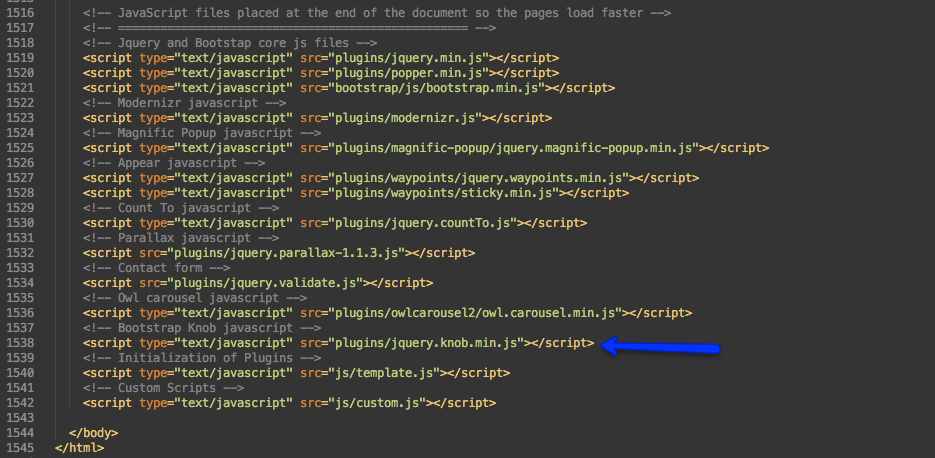 1516 <!-- JavaScript files placed at the end of the document so the pages load faster -->
1517 <!-- ================================================== -->
1518 <!-- Jquery and Bootstap core js files -->
1519 <script type="text/javascript" src="plugins/jquery.min.js"></script>
1520 <script type="text/javascript" src="plugins/popper.min.js"></script>
1521 <script type="text/javascript" src="bootstrap/js/bootstrap.min.js"></script>
1522 <!-- Modernizr javascript -->
1523 <script type="text/javascript" src="plugins/modernizr.js"></script>
1524 <!-- Magnific Popup javascript -->
1525 <script type="text/javascript" src="plugins/magnific-popup/jquery.magnific-popup.min.js"></script>
1526 <!-- Appear javascript -->
1527 <script type="text/javascript" src="plugins/waypoints/jquery.waypoints.min.js"></script>
1528 <script type="text/javascript" src="plugins/waypoints/sticky.min.js"></script>
1529 <!-- Count To javascript -->
1530 <script type="text/javascript" src="plugins/jquery.countTo.js"></script>
1531 <!-- Parallax javascript -->
1532 <script src="plugins/jquery.parallax-1.1.3.js"></script>
1533 <!-- Contact form -->
1534 <script src="plugins/jquery.validate.js"></script>
1535 <!-- Owl carousel javascript -->
1536 <script type="text/javascript" src="plugins/owlcarousel2/owl.carousel.min.js"></script>
1537 <!-- Bootstrap Knob javascript -->
1538 <script type="text/javascript" src="plugins/jquery.knob.min.js"></script>
1539 <!-- Initialization of Plugins -->
1540 <script type="text/javascript" src="js/template.js"></script>
1541 <!-- Custom Scripts -->
1542 <script type="text/javascript" src="js/custom.js"></script>
1543
1544 </body>
1545 </html>